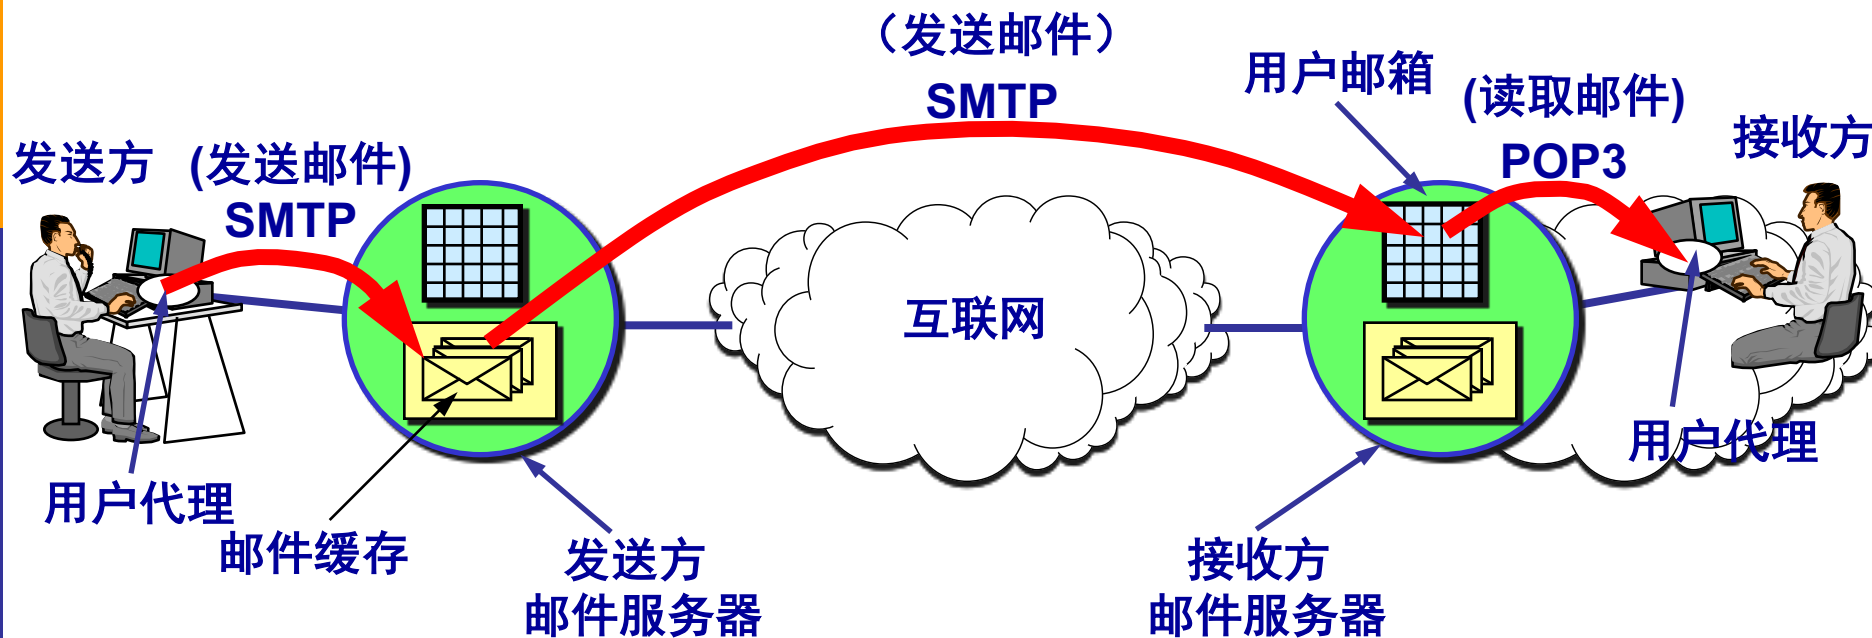 （发送邮件）
SMTP
用户邮箱
(读取邮件)
POP3
接收方
发送方
(发送邮件)
SMTP
互联网
用户代理
邮件缓存
发送方
邮件服务器
接收方
邮件服务器
用户代理